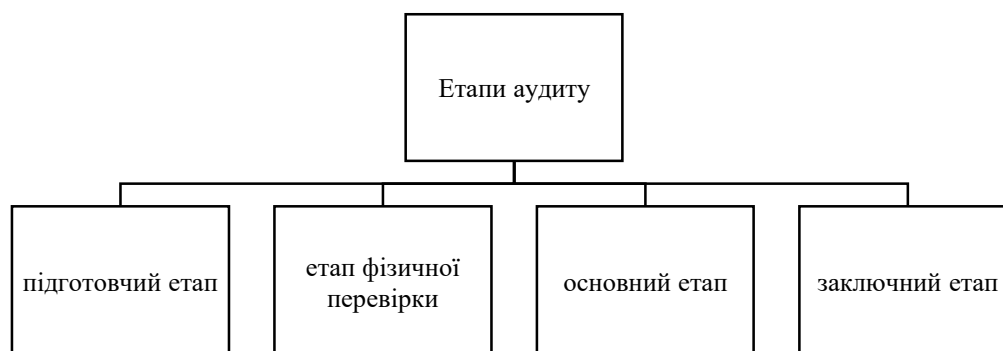 Етапи аудиту
підготовчий етап
етап фізичної
перевірки
основний етап
заключний етап